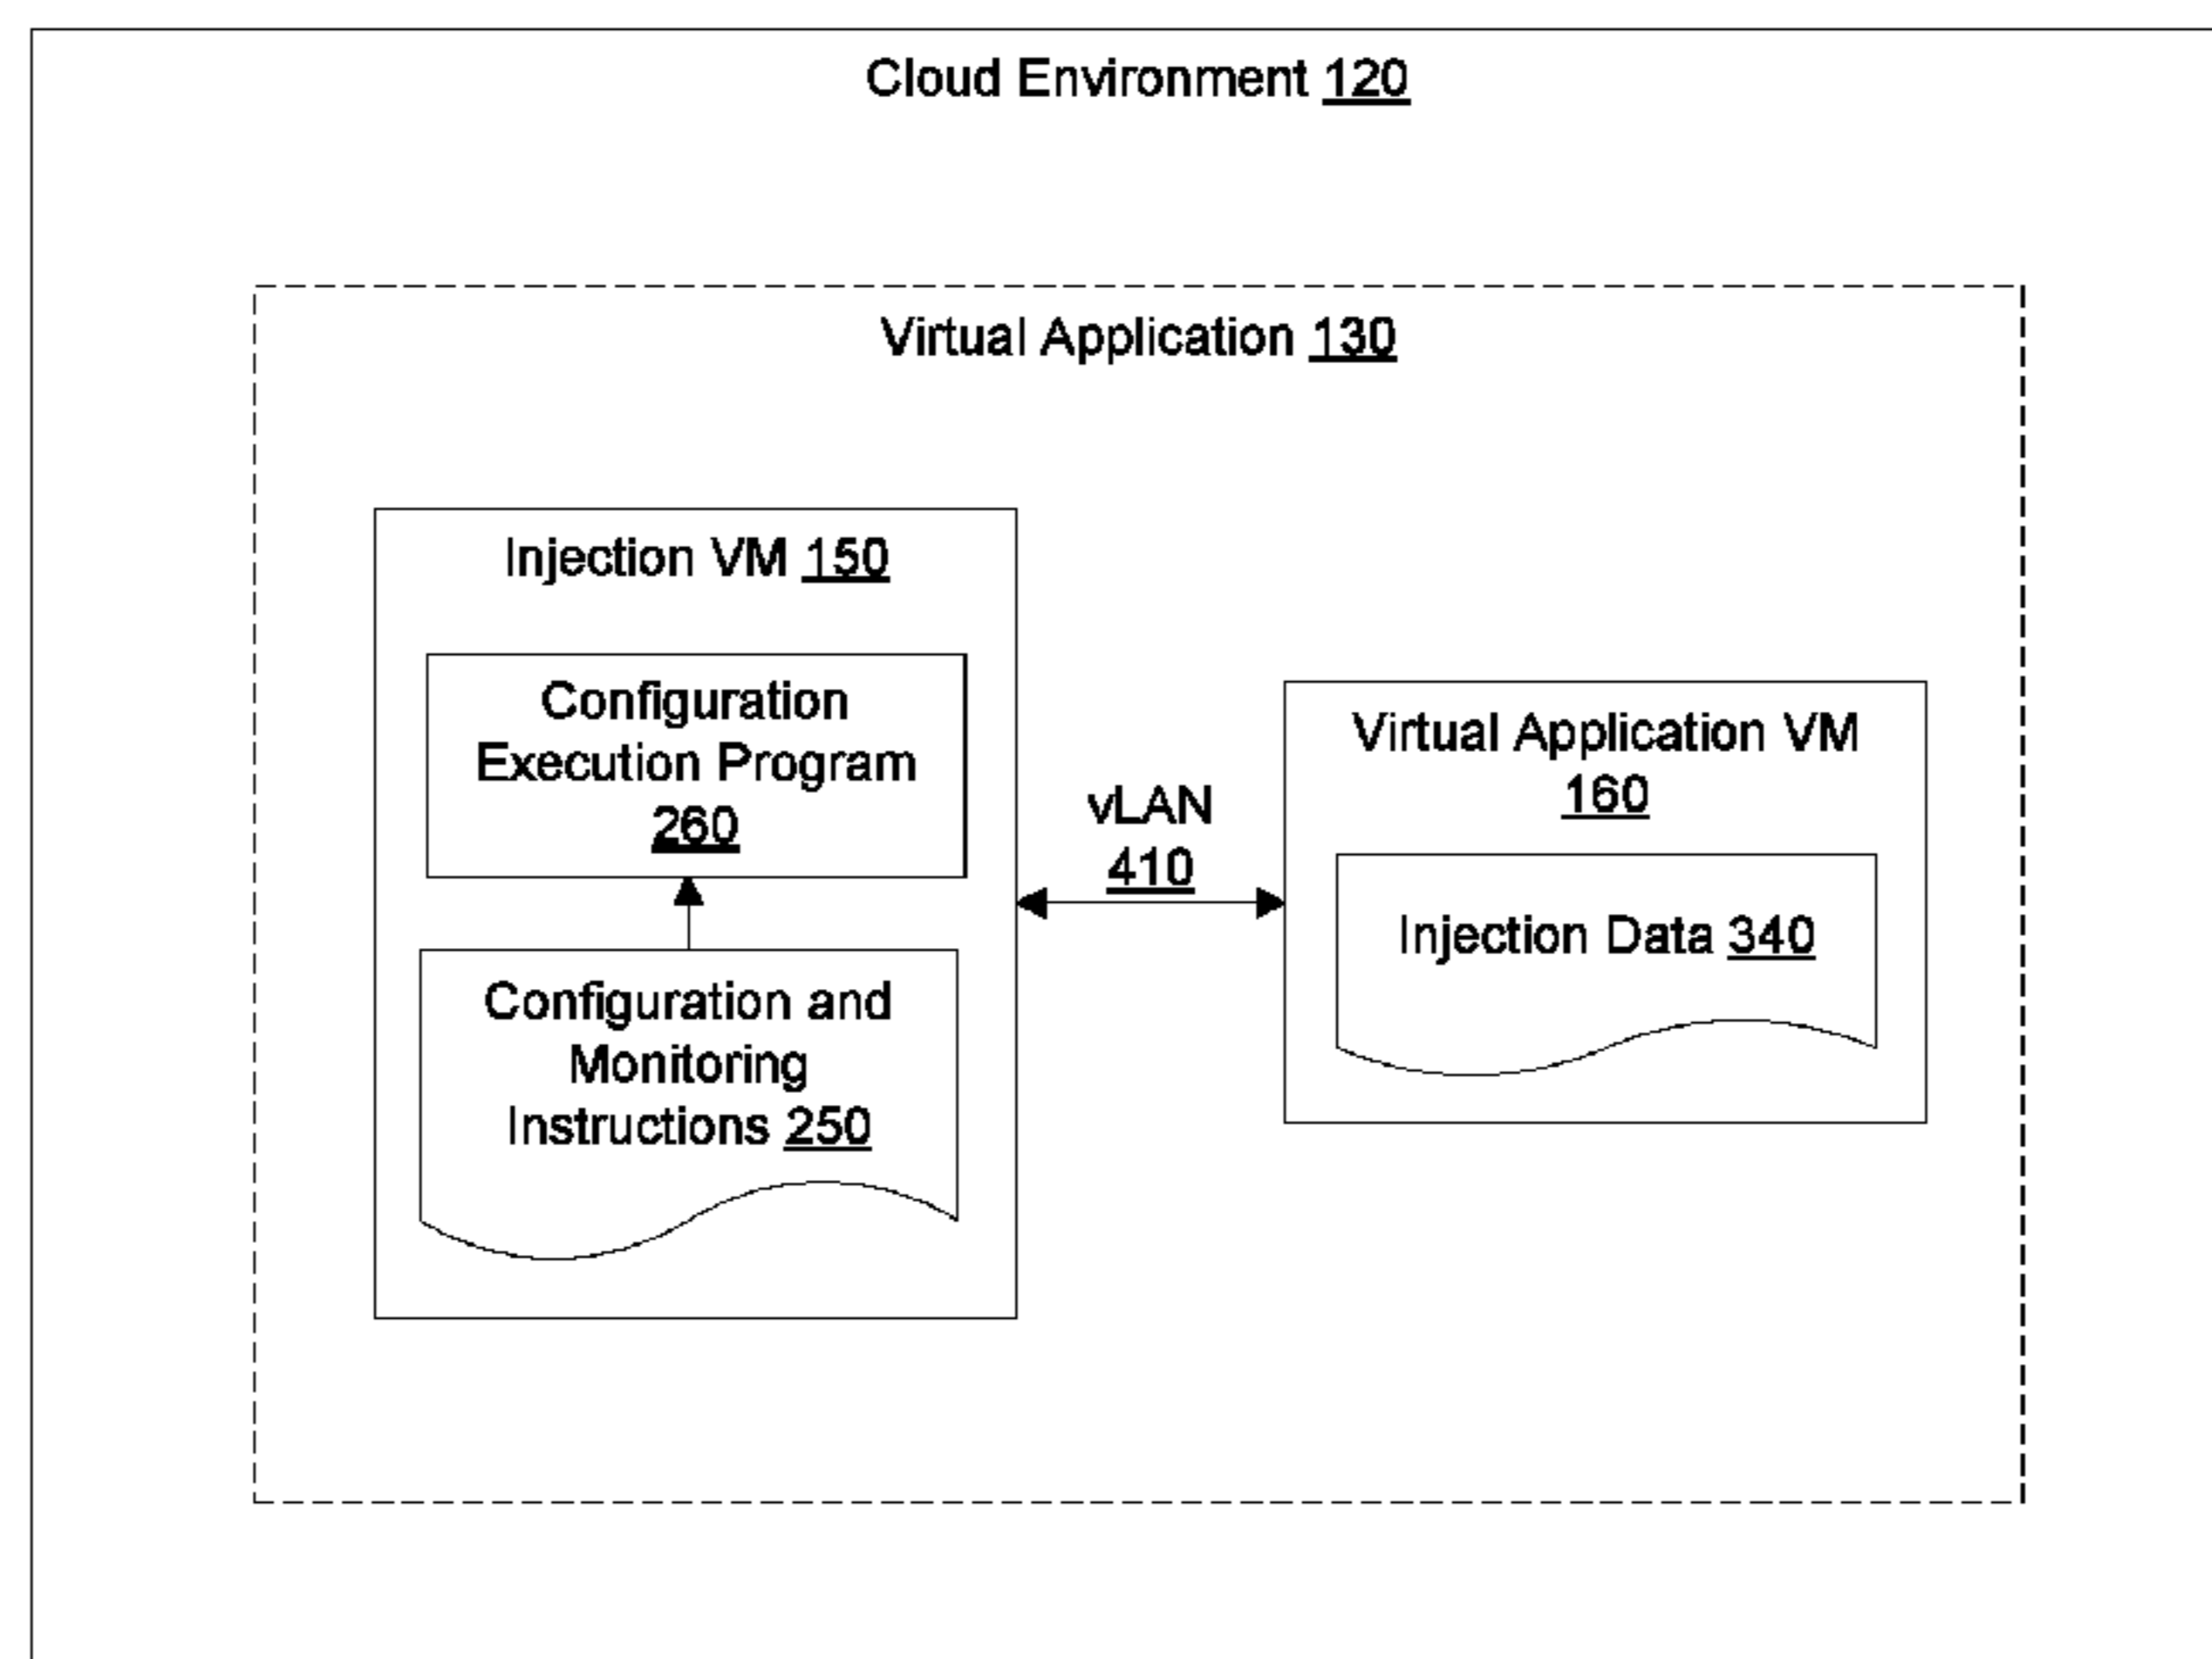 Cloud Environment 120
Virtual Application 130
Injection VM 150
Configuration
Execution Program
260
Configuration and
Monitoring
Instructions 250
vLAN
410
Virtual Application VM
160
Injection Data 340